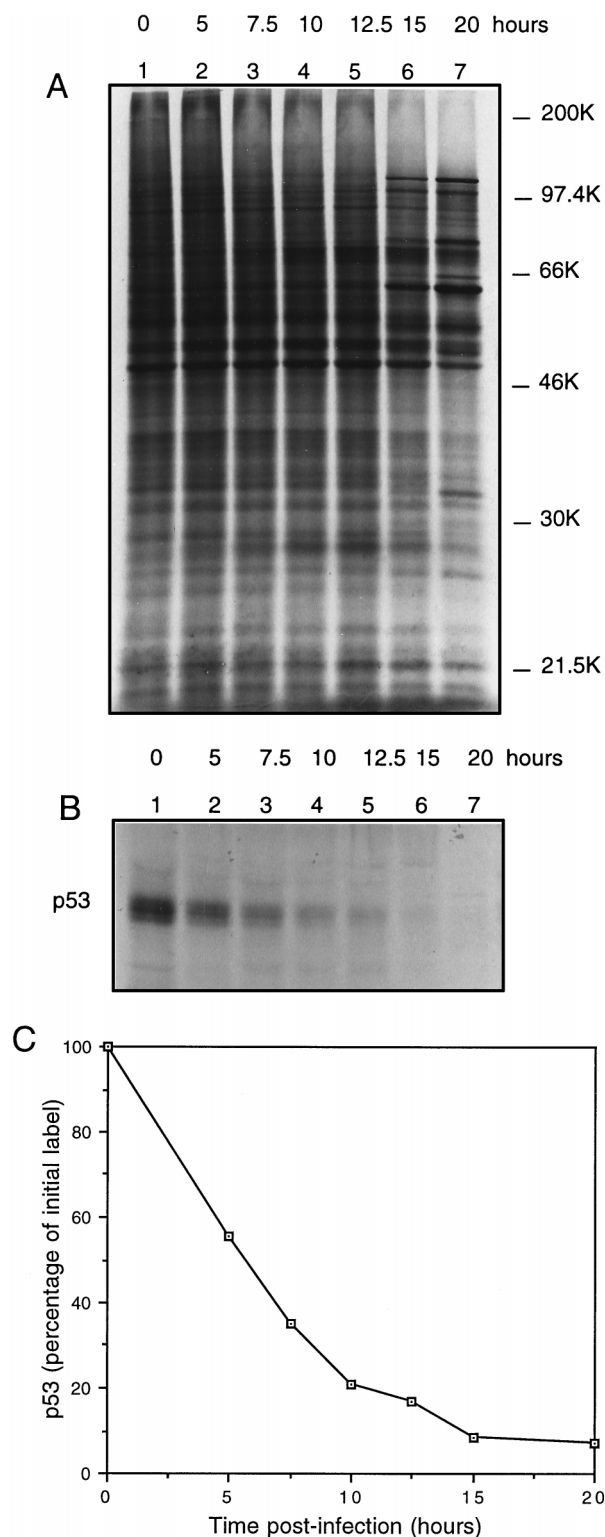 0 5 7.5 10 12.5 15 20 hours
A 1 2 3 4 5 6 7
200K
97.4K
66K
46K
30K
21.5K
0 5 7.5 10 12.5 15 20 hours
B 1 2 3 4 5 6 7
p53
C
100
80
60
40
20
0
0 5 10 15 20
p53 (percentage of initial label)
Time post-infection (hours)